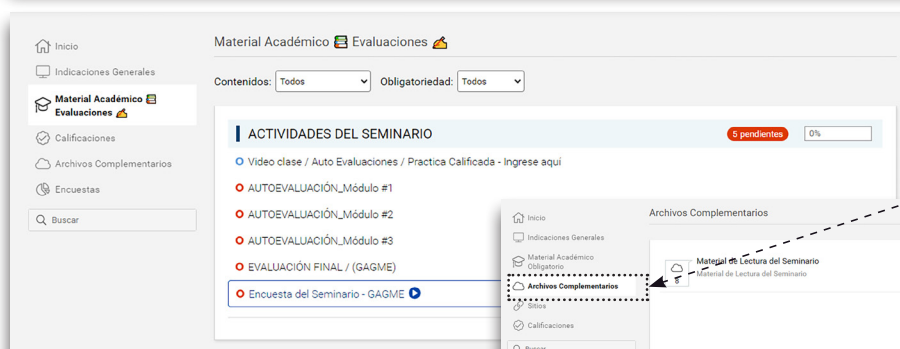 Inicio
Indicaciones Generales
Material Académico 📚
Evaluaciones ✍️
Calificaciones
Archivos Complementarios
Encuestas
Buscar
Material Académico 📚 Evaluaciones ✍️
Contenidos: Todos Obligatoriedad: Todos
ACTIVIDADES DEL SEMINARIO 5 pendientes 0%
Video clase / Auto Evaluaciones / Practica Calificada - Ingrese aquí
AUTOEVALUACIÓN_Módulo #1
AUTOEVALUACIÓN_Módulo #2
AUTOEVALUACIÓN_Módulo #3
EVALUACIÓN FINAL / (GAGME)
Encuesta del Seminario - GAGME
Inicio
Indicaciones Generales
Material Académico
Obligatorio
Archivos Complementarios
Sitios
Calificaciones
Buscar
Archivos Complementarios
Material de Lectura del Seminario
Material de Lectura del Seminario
8